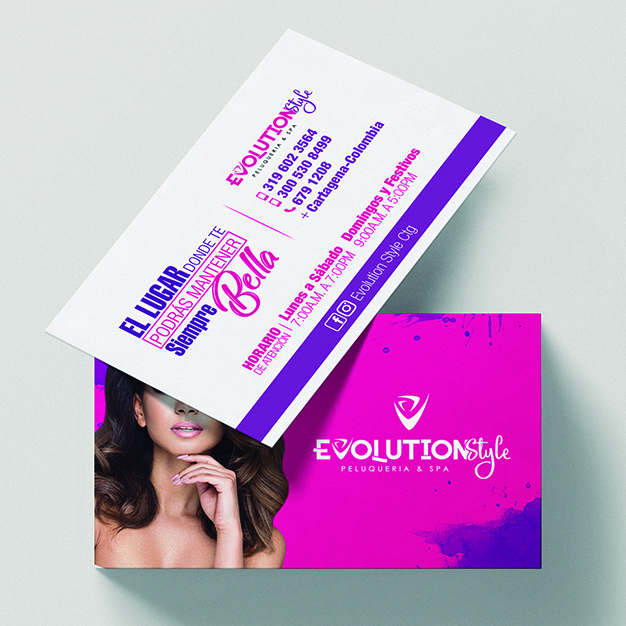 EVOLUTION Style
PELUQUERIA & SPA
319 602 3564
300 530 8499
679 1208
+ Cartagena-Colombia
EL LUGAR DONDE TE
PODRÁS MANTENER
Siempre Bella
HORARIO DE ATENCIÓN
Lunes a Sábado
7:00A.M. A 7:00PM
Domingos y Festivos
9:00A.M. A 5:00PM
Evolution Style Ctg
EVOLUTION Style
PELUQUERIA & SPA